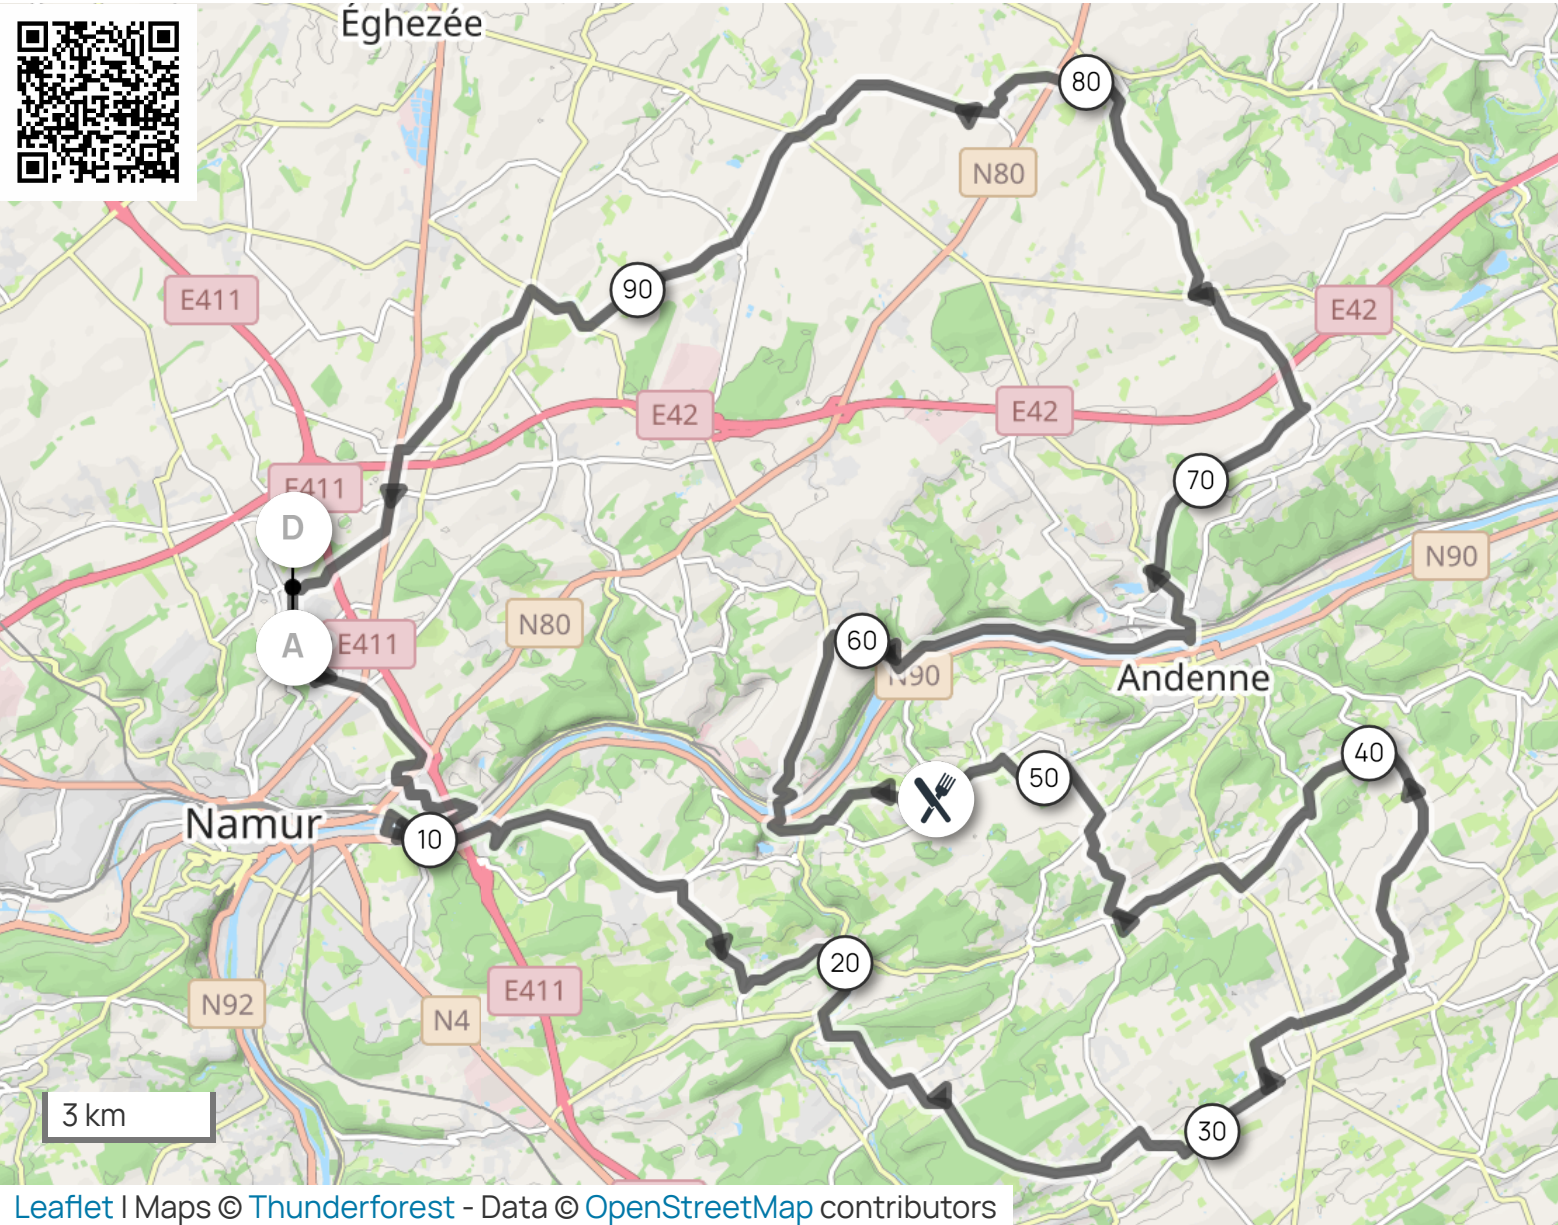 Éghezée
80
N80
E411
90
E42
E42
E42
E411
70
D
N90
N80
60
A
E411
N90
Andenne
40
50
Namur
10
20
E411
N92
N4
3 km
30
Leaflet | Maps © Thunderforest - Data © OpenStreetMap contributors